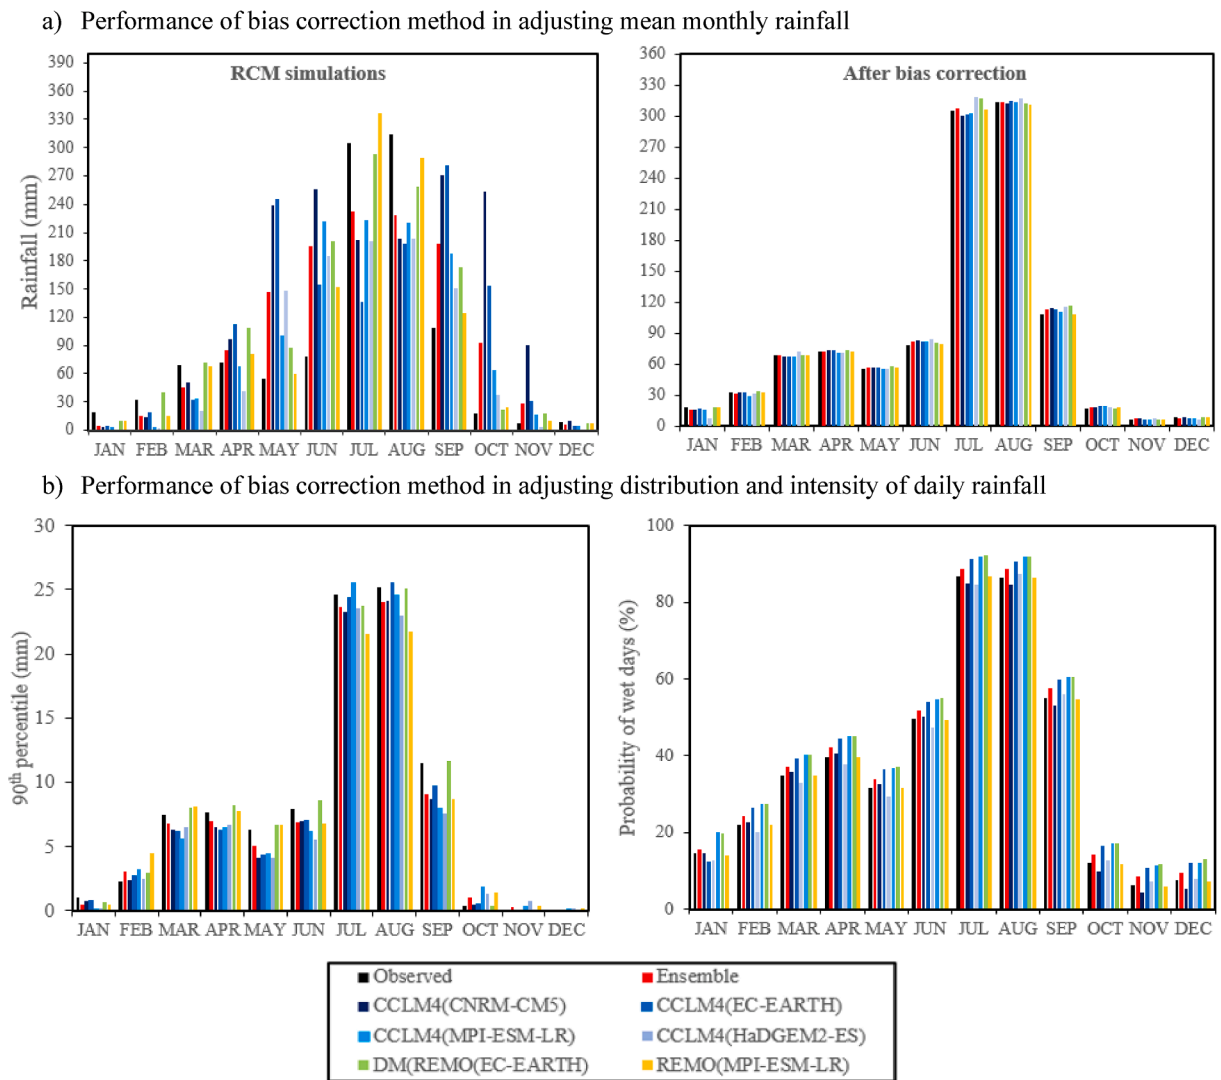 a) Performance of bias correction method in adjusting mean monthly rainfall
RCM simulations
Rainfall (mm)
390
360
330
300
270
240
210
180
150
120
90
60
30
0
JAN FEB MAR APR MAY JUN JUL AUG SEP OCT NOV DEC
After bias correction
360
330
300
270
240
210
180
150
120
90
60
30
0
JAN FEB MAR APR MAY JUN JUL AUG SEP OCT NOV DEC
b) Performance of bias correction method in adjusting distribution and intensity of daily rainfall
90th percentile (mm)
30
25
20
15
10
5
0
JAN FEB MAR APR MAY JUN JUL AUG SEP OCT NOV DEC
Probability of wet days (%)
100
80
60
40
20
0
JAN FEB MAR APR MAY JUN JUL AUG SEP OCT NOV DEC
Observed
Ensemble
CCLM4(CNRM-CM5)
CCLM4(EC-EARTH)
CCLM4(MPI-ESM-LR)
CCLM4(HaDGEM2-ES)
DM(REMO(EC-EARTH)
REMO(MPI-ESM-LR)